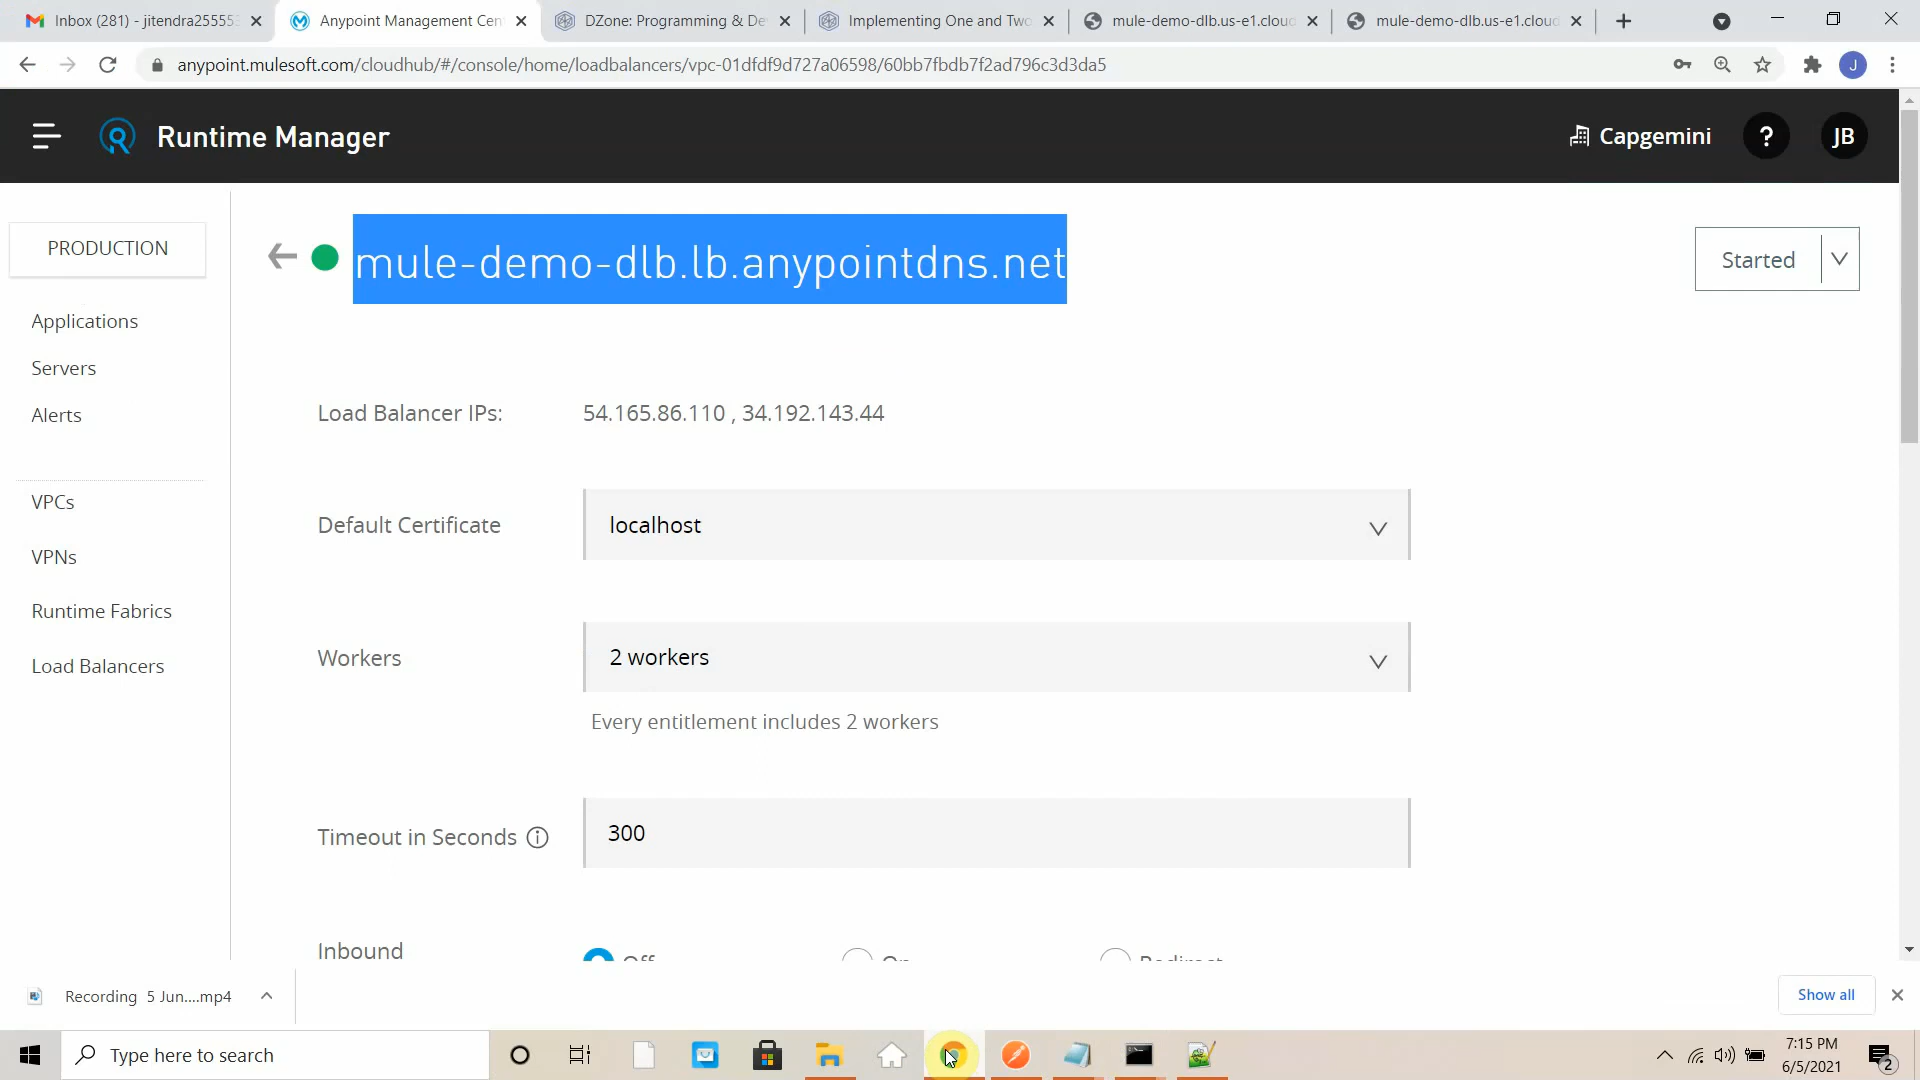 Inbox (281) - jitendra255553
Anypoint Management Cen
DZone: Programming & De
Implementing One and Two
mule-demo-dlb.us-e1.cloud
mule-demo-dlb.us-e1.cloud
anypoint.mulesoft.com/cloudhub/#/console/home/loadbalancers/vpc-01dfdf9d727a06598/60bb7fbdb7f2ad796c3d3da5
J
Runtime Manager
Capgemini
?
JB
PRODUCTION
mule-demo-dlb.lb.anypointdns.net
Started
Applications
Servers
Alerts
VPCs
VPNs
Runtime Fabrics
Load Balancers
Load Balancer IPs:
54.165.86.110 , 34.192.143.44
Default Certificate
localhost
Workers
2 workers
Every entitlement includes 2 workers
Timeout in Seconds
300
Inbound
Off
On
Redirect
Recording 5 Jun....mp4
Show all
Type here to search
7:15 PM
6/5/2021
2